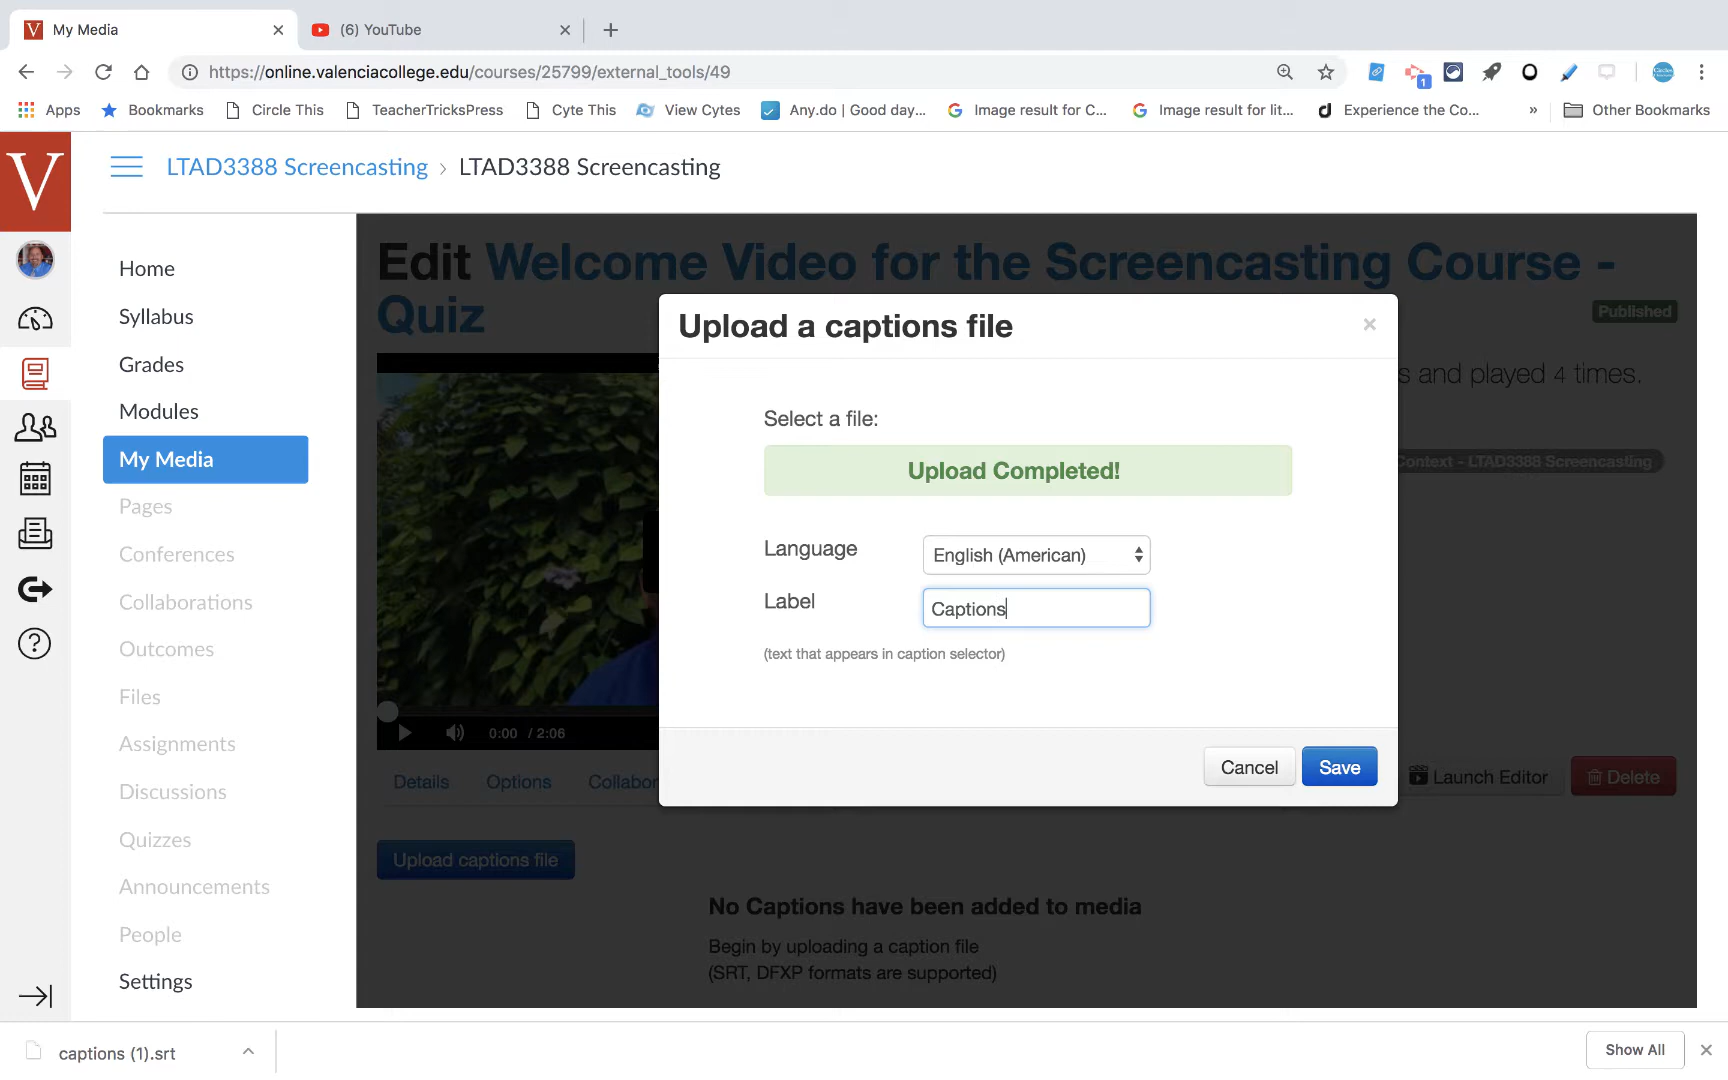 My Media
(6) YouTube
https://online.valenciacollege.edu/courses/25799/external_tools/49
1
Apps
Bookmarks
Circle This
TeacherTricksPress
Cyte This
View Cytes
Any.do | Good day...
Image result for C...
Image result for lit...
Experience the Co...
»
Other Bookmarks
V
LTAD3388 Screencasting › LTAD3388 Screencasting
Home
Syllabus
Grades
Modules
My Media
Pages
Conferences
Collaborations
Outcomes
Files
Assignments
Discussions
Quizzes
Announcements
People
Settings
Edit Welcome Video for the Screencasting Course -
Quiz
Published
s and played 4 times.
Context - LTAD3388 Screencasting
Upload a captions file
×
Select a file:
Upload Completed!
Language
English (American)
Label
Captions
(text that appears in caption selector)
Cancel
Save
0:00 / 2:06
Details
Options
Collabor
Launch Editor
Delete
Upload captions file
No Captions have been added to media
Begin by uploading a caption file
(SRT, DFXP formats are supported)
captions (1).srt
Show All